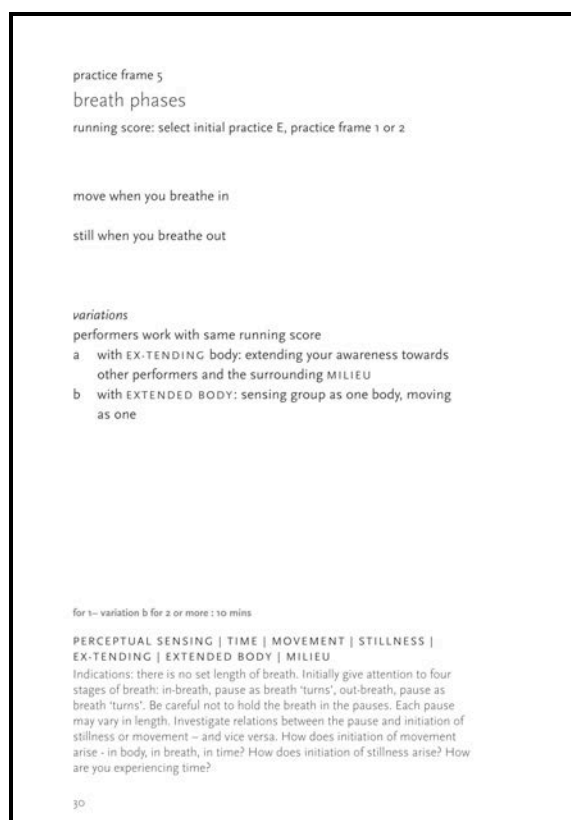 practice frame 5
breath phases
running score: select initial practice E, practice frame 1 or 2
move when you breathe in
still when you breathe out
variations
performers work with same running score
a with EX-TENDING body: extending your awareness towards
other performers and the surrounding MILIEU
b with EXTENDED BODY: sensing group as one body, moving
as one
for 1– variation b for 2 or more : 10 mins
PERCEPTUAL SENSING | TIME | MOVEMENT | STILLNESS |
EX-TENDING | EXTENDED BODY | MILIEU
Indications: there is no set length of breath. Initially give attention to four
stages of breath: in-breath, pause as breath ‘turns’, out-breath, pause as
breath ‘turns’. Be careful not to hold the breath in the pauses. Each pause
may vary in length. Investigate relations between the pause and initiation of
stillness or movement – and vice versa. How does initiation of movement
arise - in body, in breath, in time? How does initiation of stillness arise? How
are you experiencing time?
30